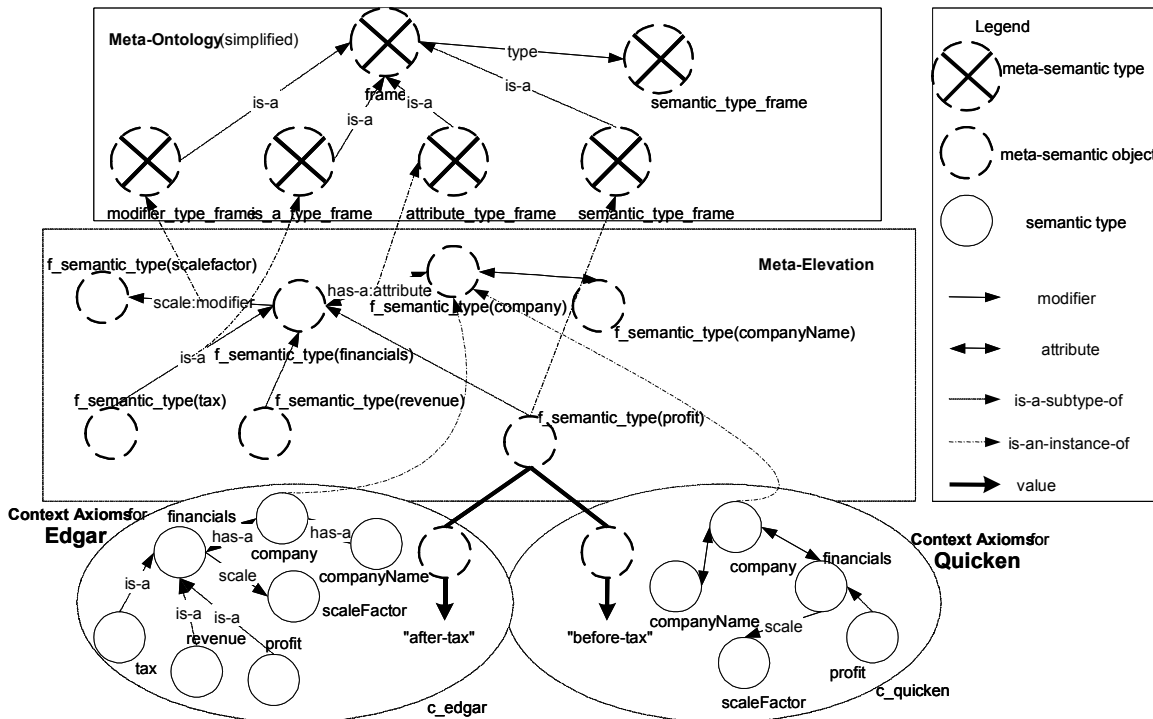 Meta-Ontology(simplified)
type
is-a
frame
is-a
is-a
is-a
semantic_type_frame
modifier_type_frame
is_a_type_frame
attribute_type_frame
semantic_type_frame
Legend
meta-semantic type
meta-semantic object
semantic type
modifier
attribute
is-a-subtype-of
is-an-instance-of
value
Meta-Elevation
f_semantic_type(scalefactor)
scale:modifier
has-a:attribute
f_semantic_type(company)
f_semantic_type(companyName)
is-a
f_semantic_type(financials)
f_semantic_type(tax)
f_semantic_type(revenue)
f_semantic_type(profit)
Context Axioms for
Edgar
financials
has-a
company
has-a
companyName
is-a
scale
scaleFactor
is-a
is-a
tax
revenue
profit
"after-tax"
c_edgar
"before-tax"
Context Axioms for
Quicken
company
financials
companyName
scale
scaleFactor
profit
c_quicken